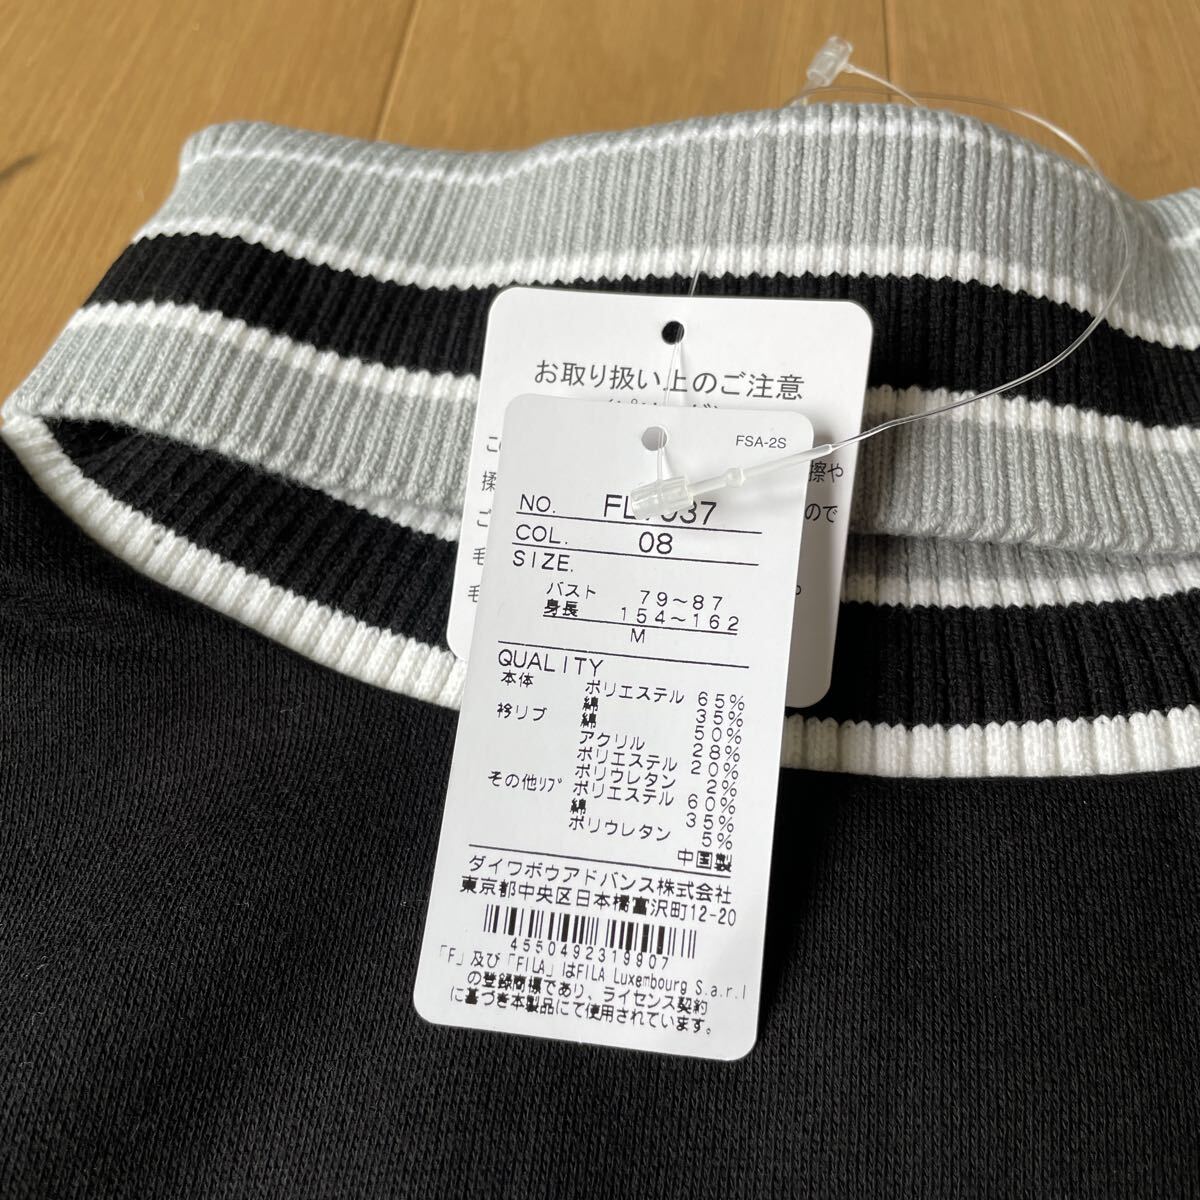 お取り扱い上のご注意
擦や
ので
FSA-2S
NO.
COL. 08
SIZE.
バスト 79~87
身長 154~162
M
QUALITY
本体 ポリエステル 65%
綿 35%
衿リブ 綿 50%
アクリル 28%
ポリエステル 20%
ポリウレタン 2%
その他ﾘﾌﾞ ポリエステル 60%
綿 35%
ポリウレタン 5%
中国製
ダイワボウアドバンス株式会社
東京都中央区日本橋富沢町12-20
4550492319907
「F」及び「FILA」はFILA Luxembourg S.a.r.l
の登録商標であり、ライセンス契約
に基づき本製品にて使用されています。